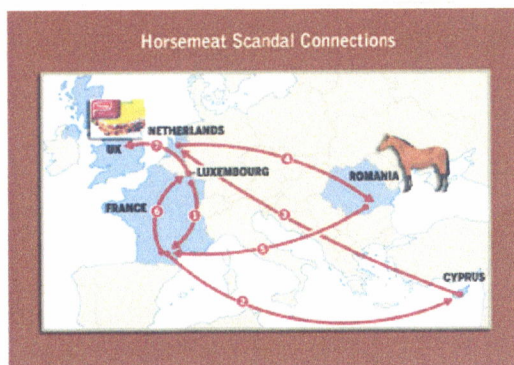 Horsemeat Scandal Connections
NETHERLANDS
UK
7
4
LUXEMBOURG
ROMANIA
FRANCE
6
1
3
5
CYPRUS
2